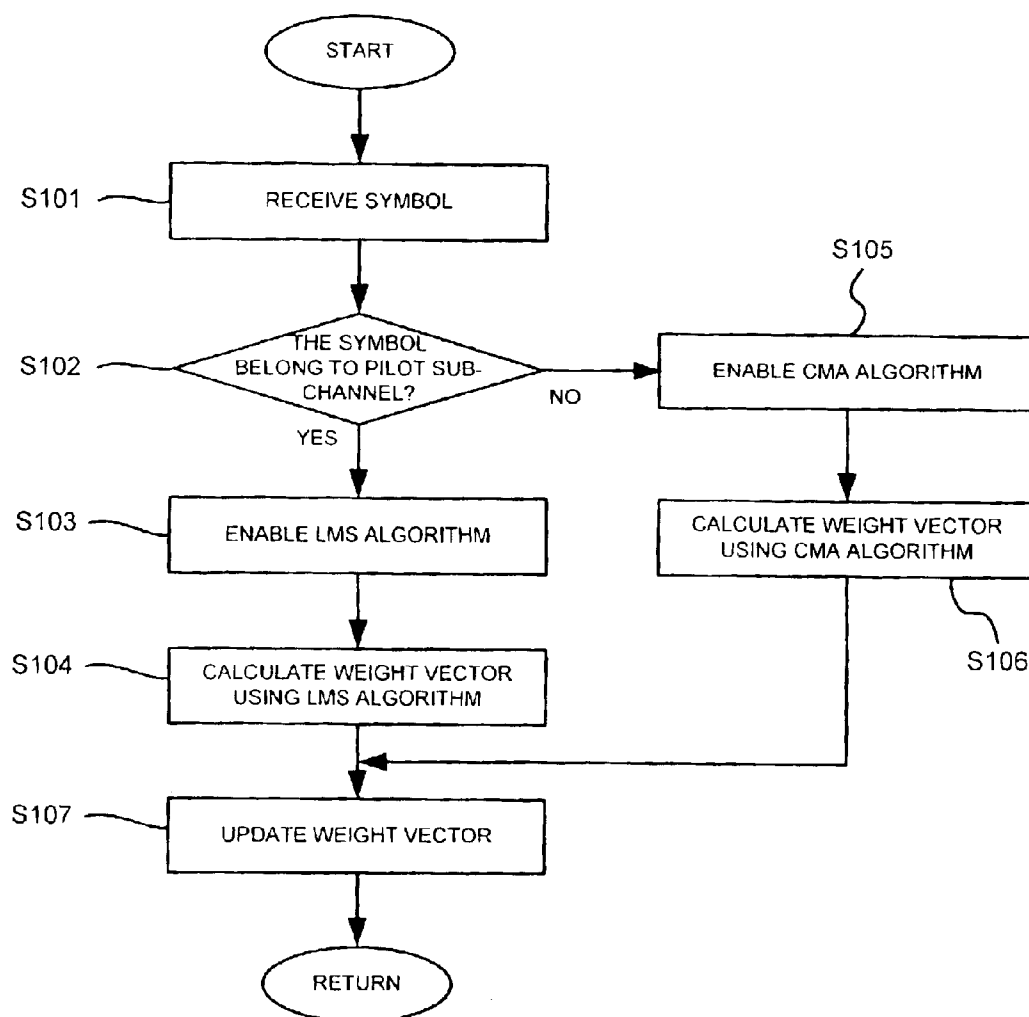 START
S101
RECEIVE SYMBOL
S102
THE SYMBOL
BELONG TO PILOT SUB-
CHANNEL?
NO
YES
S105
ENABLE CMA ALGORITHM
S103
ENABLE LMS ALGORITHM
CALCULATE WEIGHT VECTOR
USING CMA ALGORITHM
S106
S104
CALCULATE WEIGHT VECTOR
USING LMS ALGORITHM
S107
UPDATE WEIGHT VECTOR
RETURN